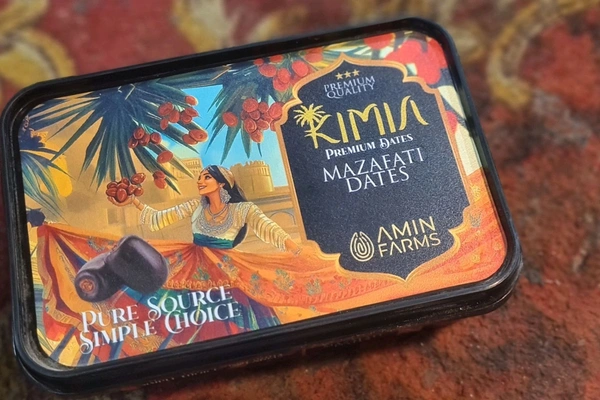 PREMIUM
QUALITY
KIMIA
PREMIUM DATES
MAZAFATI
DATES
AMIN
FARMS
PURE SOURCE
SIMPLE CHOICE